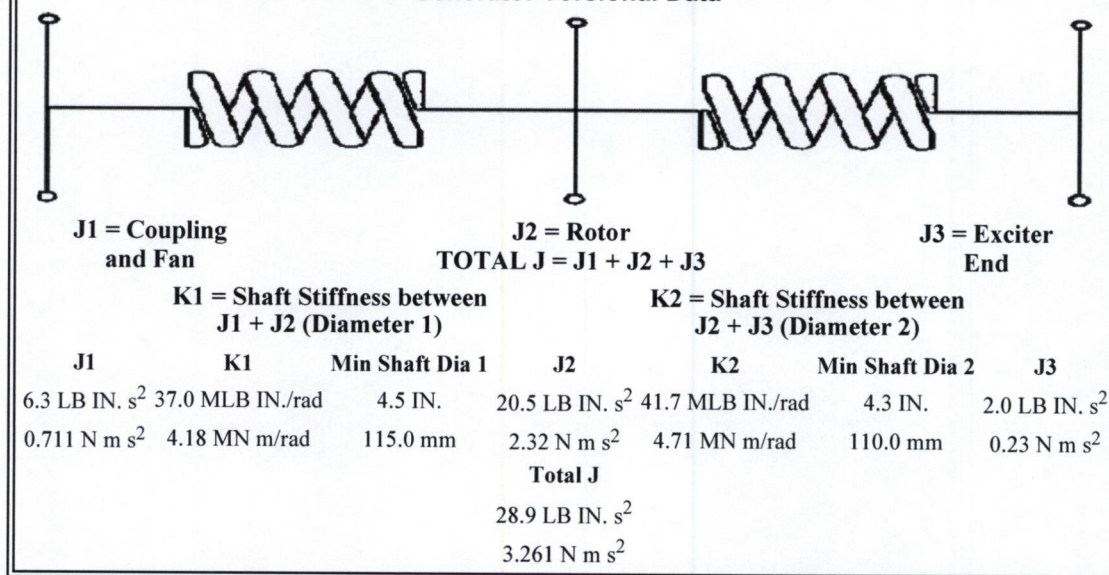 J1 = Coupling
and Fan
J2 = Rotor
TOTAL J = J1 + J2 + J3
J3 = Exciter
End
K1 = Shaft Stiffness between
J1 + J2 (Diameter 1)
K2 = Shaft Stiffness between
J2 + J3 (Diameter 2)
J1 K1 Min Shaft Dia 1 J2 K2 Min Shaft Dia 2 J3
6.3 LB IN. s² 37.0 MLB IN./rad 4.5 IN. 20.5 LB IN. s² 41.7 MLB IN./rad 4.3 IN. 2.0 LB IN. s²
0.711 N m s² 4.18 MN m/rad 115.0 mm 2.32 N m s² 4.71 MN m/rad 110.0 mm 0.23 N m s²
Total J
28.9 LB IN. s²
3.261 N m s²